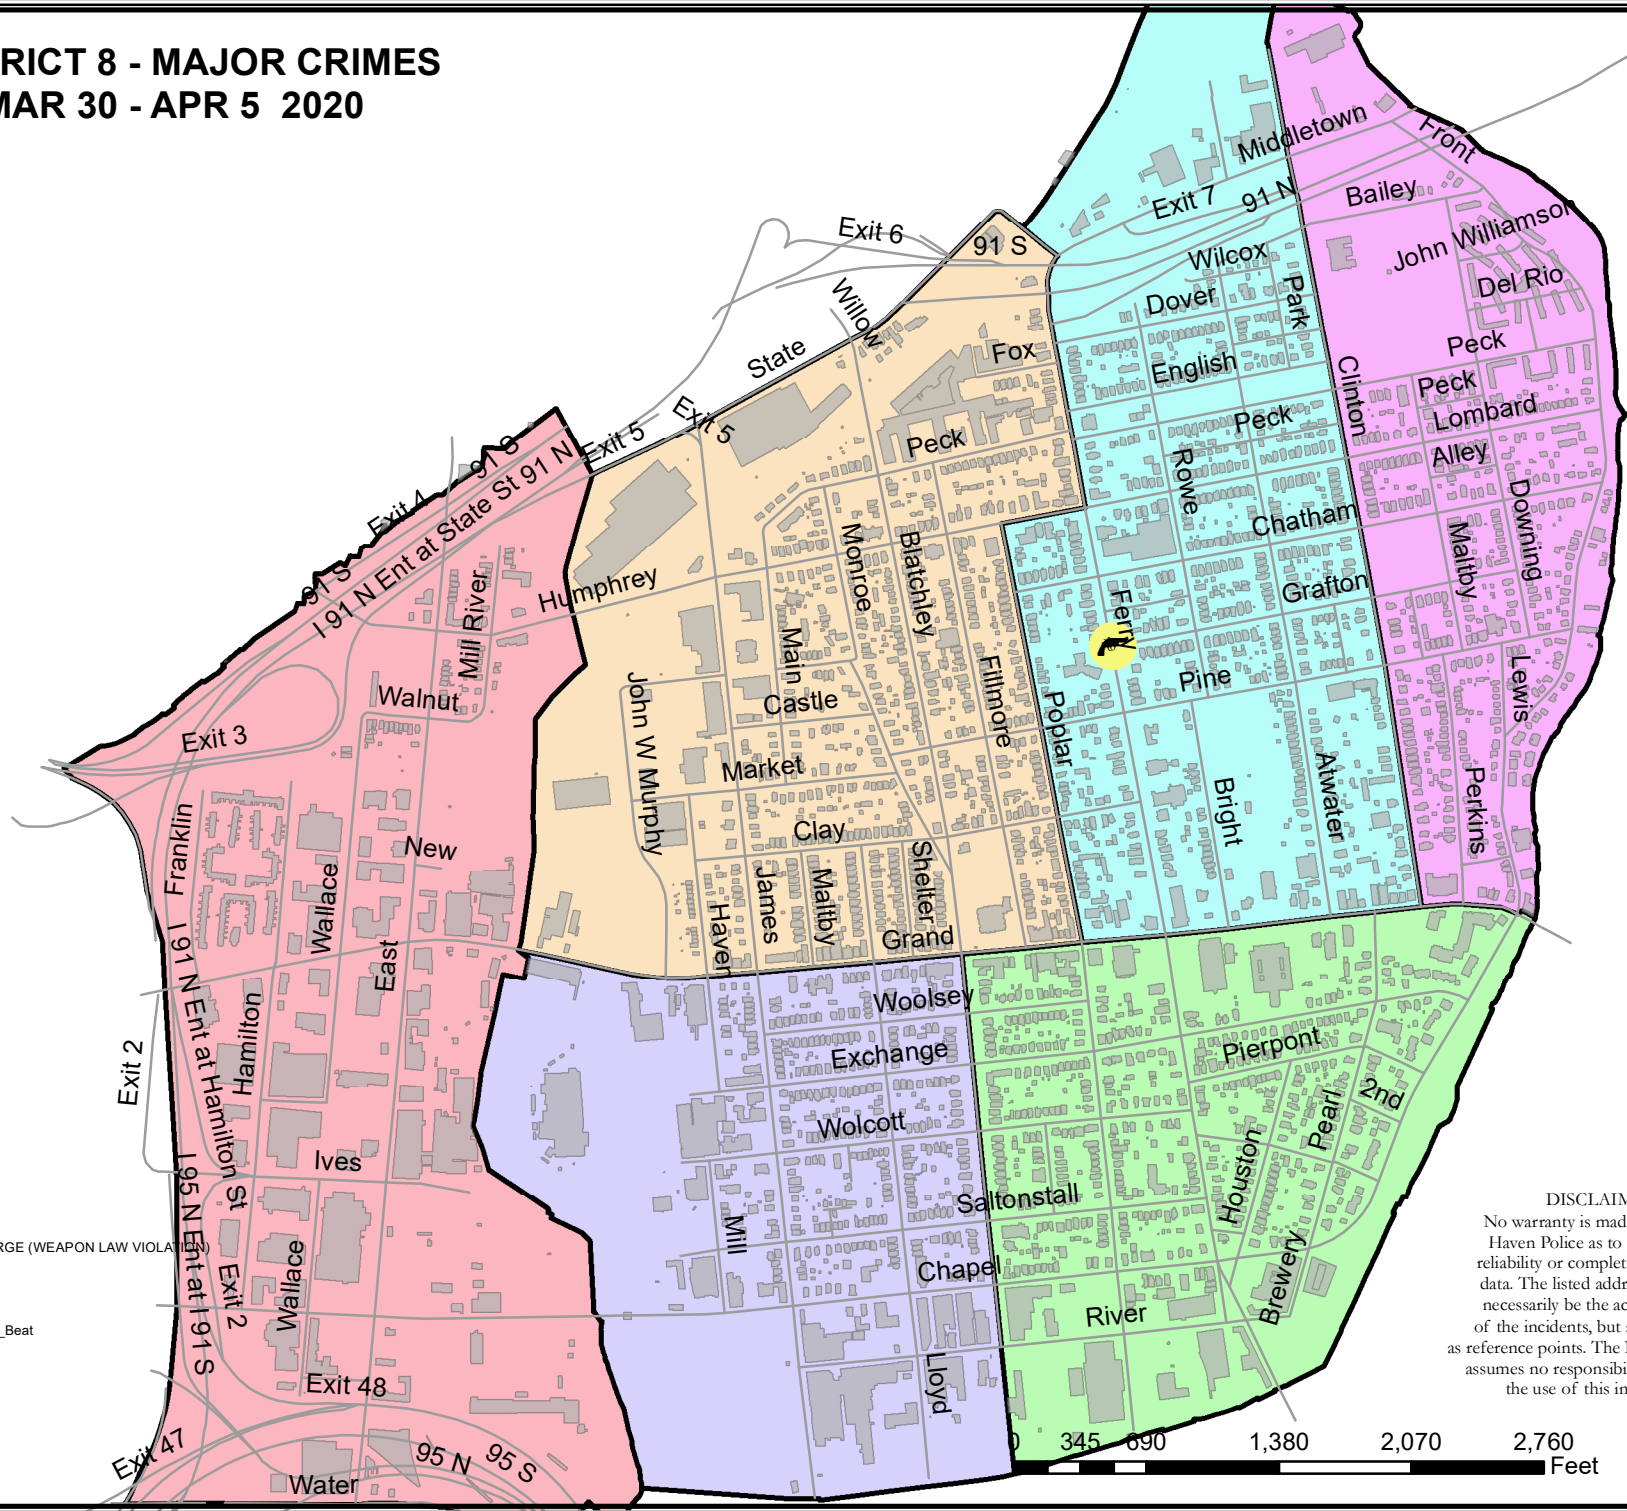 RICT 8 - MAJOR CRIMES
MAR 30 - APR 5 2020
Middletown
Front
Exit 7
91 N
Bailey
Exit 6
91 S
John Williamson
Wilcox
Del Rio
Dover
Park
Willow
State
Fox
English
Peck
Clinton
Peck
Exit 5
Exit 5
Peck
Peck
Lombard
Alley
91 S
Rowe
Exit 4
I 91 N Ent at State St 91 N
Chatham
Downing
Monroe
Blatchley
Maltby
91 S
Humphrey
Mill River
Grafton
Ferry
Main
Fillmore
Pine
Lewis
Walnut
Castle
John W Murphy
Poplar
Exit 3
Market
Bright
Atwater
Perkins
Franklin
New
Clay
Wallace
Shelter
James
Maltby
Haven
Grand
East
I 91 N Ent at Hamilton St
Hamilton
Woolsey
Exit 2
Exchange
Pierpont
2nd
Wolcott
Pearl
Ives
Houston
Saltonstall
Mill
I 95 N Ent at I 91 S
RGE (WEAPON LAW VIOLATION)
Exit 2
Wallace
Chapel
Brewery
River
_Beat
Lloyd
Exit 48
Exit 47
95 N
95 S
Water
DISCLAIM
No warranty is mad
Haven Police as to
reliability or complet
data. The listed addr
necessarily be the ac
of the incidents, but
as reference points. The
assumes no responsibi
the use of this in
0 345 690 1,380 2,070 2,760
Feet